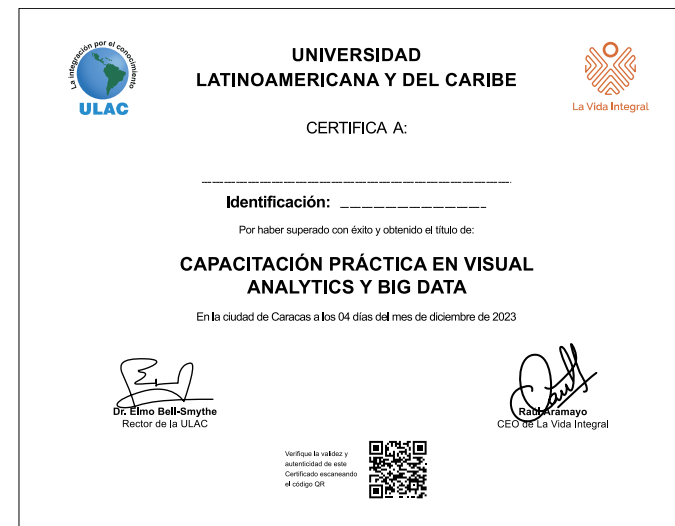 La integración por el conocimiento
ULAC
UNIVERSIDAD
LATINOAMERICANA Y DEL CARIBE
La Vida Integral
CERTIFICA A:
Identificación:
Por haber superado con éxito y obtenido el título de:
CAPACITACIÓN PRÁCTICA EN VISUAL
ANALYTICS Y BIG DATA
En la ciudad de Caracas a los 04 días del mes de diciembre de 2023
Dr. Elmo Bell-Smythe
Rector de la ULAC
Raúl Aramayo
CEO de La Vida Integral
Verifique la validez y
autenticidad de este
Certificado escaneando
el código QR